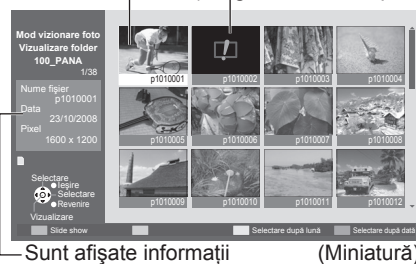 Mod vizionare foto
Vizualizare folder
100_PANA
1/38
Nume fişier
p1010001
Data
23/10/2008
Pixel
1600 x 1200
Selectare
Ieşire
Selectare
Revenire
Vizualizare
p1010001
p1010002
p1010003
p1010004
p1010005
p1010006
p1010007
p1010008
p1010009
p1010010
p1010011
p1010012
Slide show
Selectare după lună
Selectare după dată
Sunt afişate informaţii
(Miniatură)